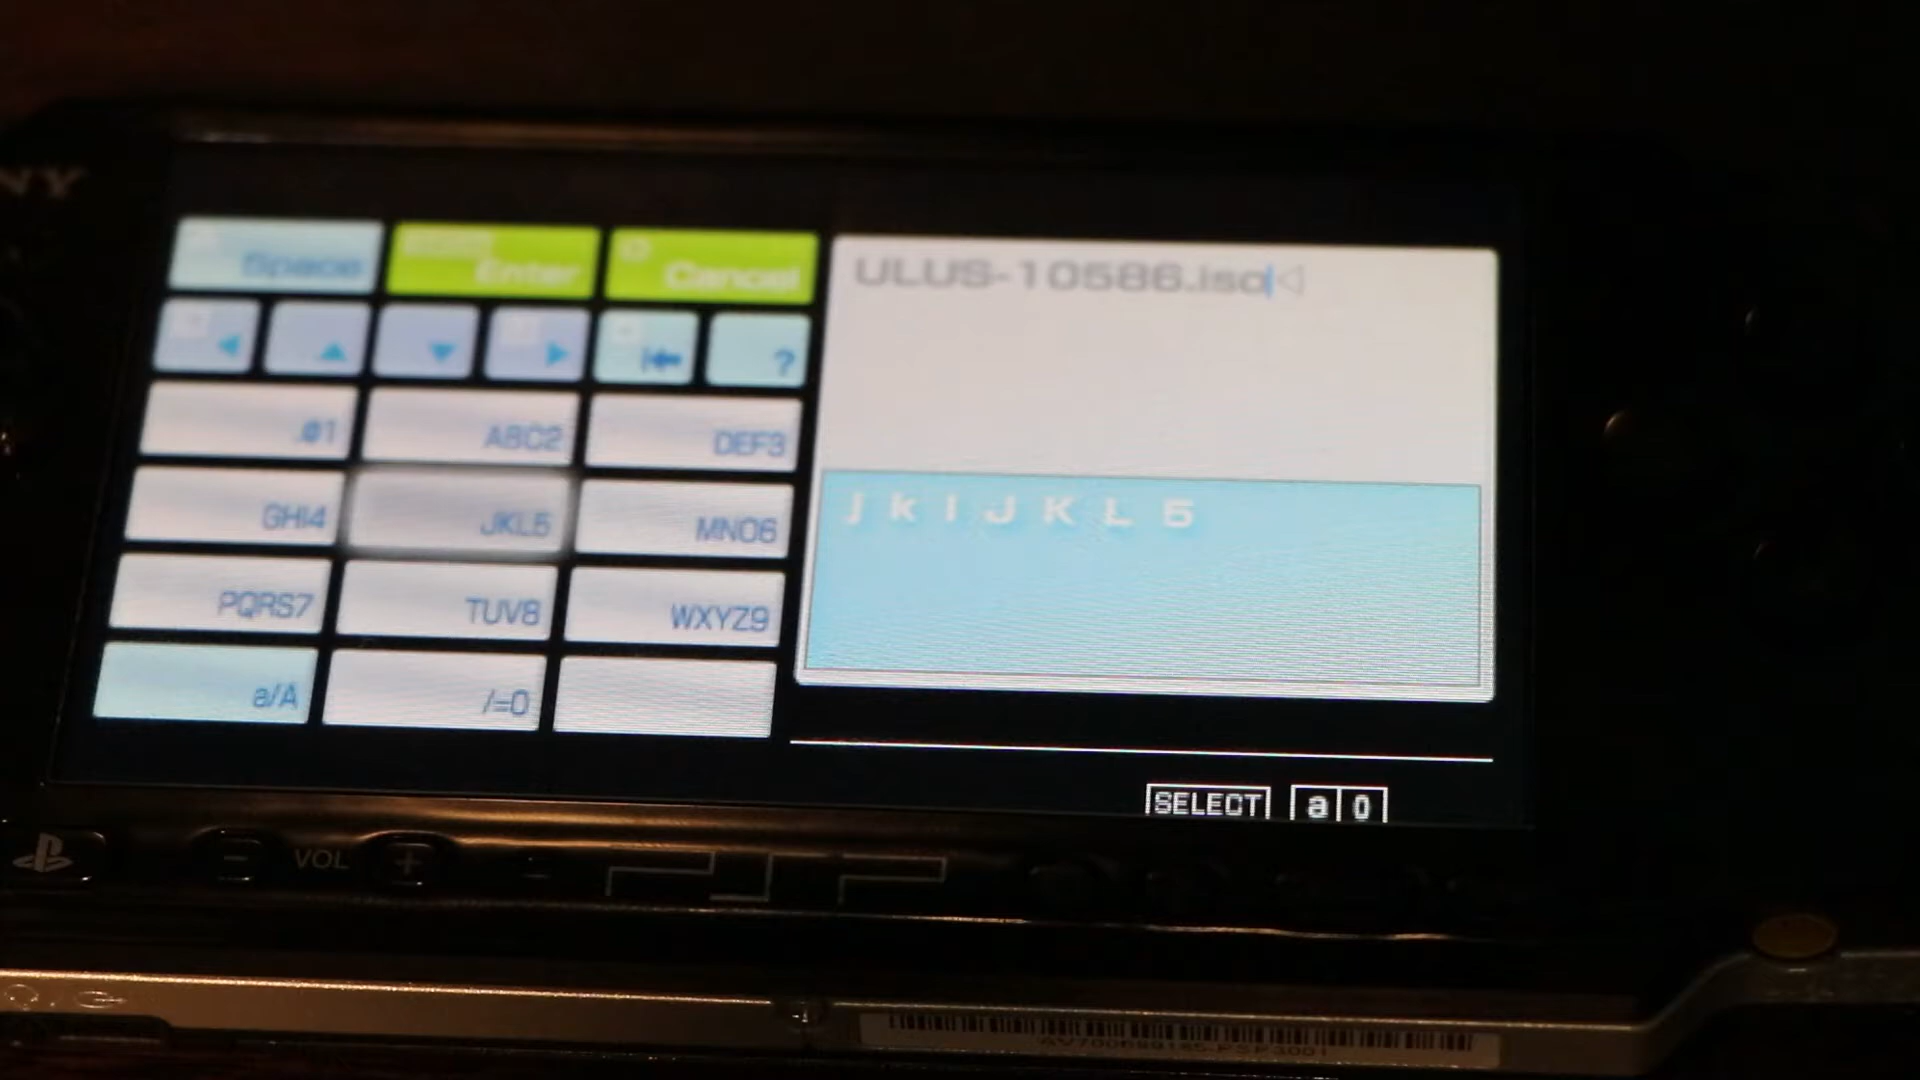 NY
Space
Enter
Cancel
ULUS-10586.iso
?
.@1
ABC2
DEF3
GHI4
JKL5
MNO6
j k l J K L 5
PQRS7
TUV8
WXYZ9
a/A
/=0
SELECT
a 0
- VOL +